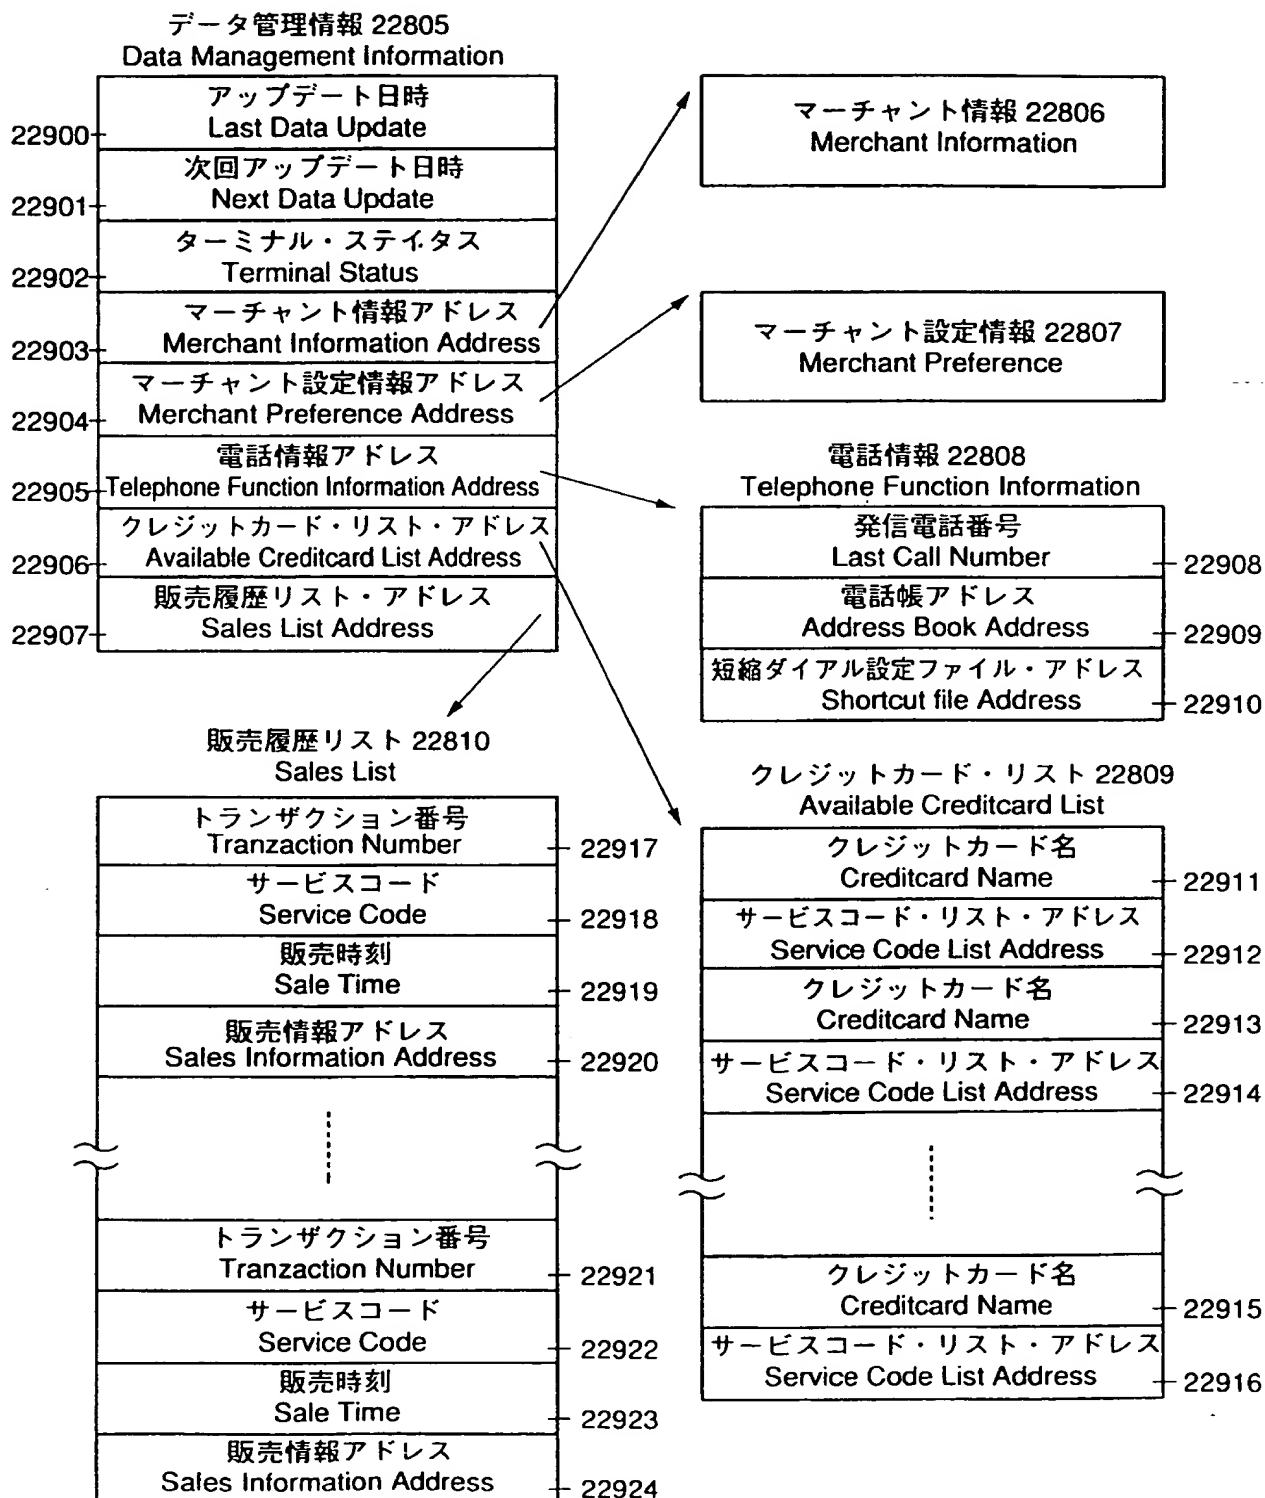 データ管理情報 22805
Data Management Information
アップデート日時
Last Data Update
22900
次回アップデート日時
Next Data Update
22901
ターミナル・ステイタス
Terminal Status
22902
マーチャント情報アドレス
Merchant Information Address
22903
マーチャント設定情報アドレス
Merchant Preference Address
22904
電話情報アドレス
Telephone Function Information Address
22905
クレジットカード・リスト・アドレス
Available Creditcard List Address
22906
販売履歴リスト・アドレス
Sales List Address
22907
マーチャント情報 22806
Merchant Information
マーチャント設定情報 22807
Merchant Preference
電話情報 22808
Telephone Function Information
発信電話番号
Last Call Number
22908
電話帳アドレス
Address Book Address
22909
短縮ダイアル設定ファイル・アドレス
Shortcut file Address
22910
販売履歴リスト 22810
Sales List
トランザクション番号
Tranzaction Number
22917
サービスコード
Service Code
22918
販売時刻
Sale Time
22919
販売情報アドレス
Sales Information Address
22920
トランザクション番号
Tranzaction Number
22921
サービスコード
Service Code
22922
販売時刻
Sale Time
22923
販売情報アドレス
Sales Information Address
22924
クレジットカード・リスト 22809
Available Creditcard List
クレジットカード名
Creditcard Name
22911
サービスコード・リスト・アドレス
Service Code List Address
22912
クレジットカード名
Creditcard Name
22913
サービスコード・リスト・アドレス
Service Code List Address
22914
クレジットカード名
Creditcard Name
22915
サービスコード・リスト・アドレス
Service Code List Address
22916